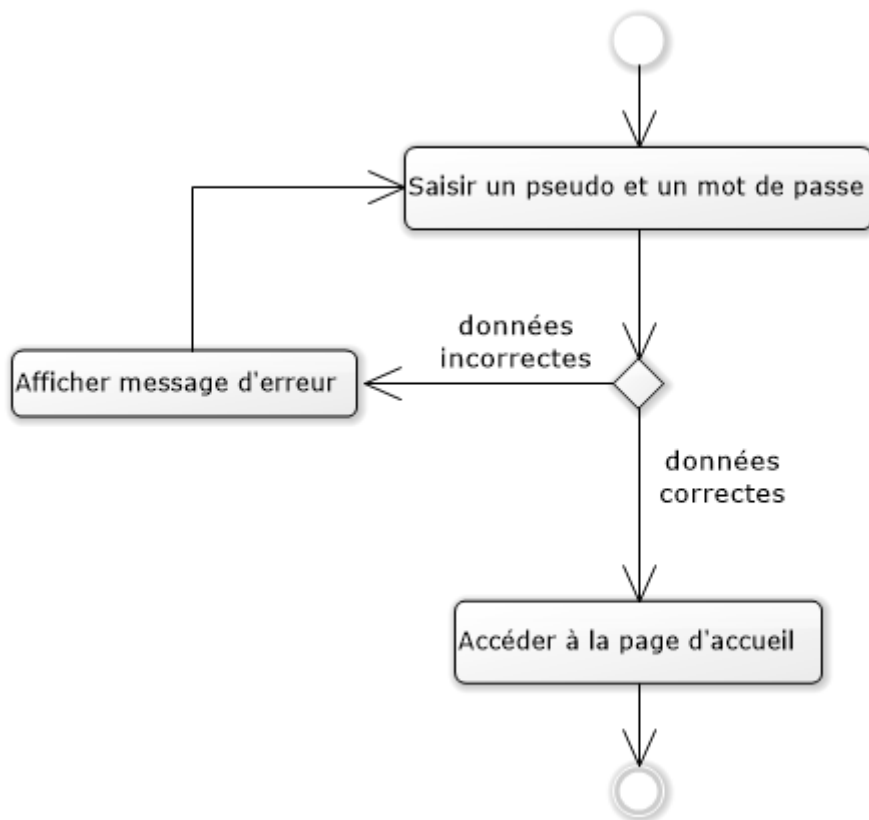 Saisir un pseudo et un mot de passe
données
incorrectes
Afficher message d'erreur
données
correctes
Accéder à la page d'accueil